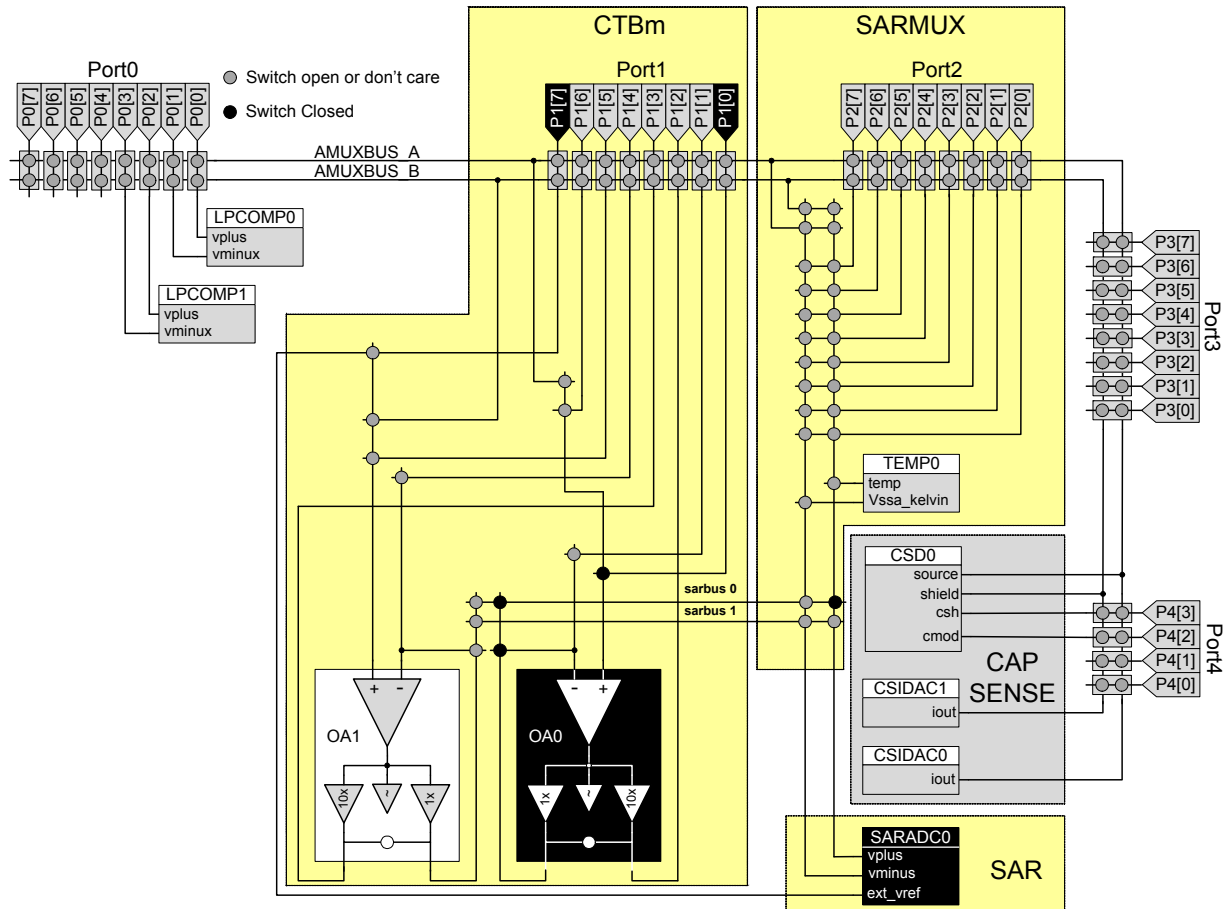 CTBm
SARMUX
Port0
Port1
Port2
Switch open or don't care
Switch Closed
P0[7]
P0[6]
P0[5]
P0[4]
P0[3]
P0[2]
P0[1]
P0[0]
P1[7]
P1[6]
P1[5]
P1[4]
P1[3]
P1[2]
P1[1]
P1[0]
P2[7]
P2[6]
P2[5]
P2[4]
P2[3]
P2[2]
P2[1]
P2[0]
AMUXBUS_A
AMUXBUS_B
LPCOMP0
vplus
vminux
LPCOMP1
vplus
vminux
P3[7]
P3[6]
P3[5]
P3[4]
P3[3]
P3[2]
P3[1]
P3[0]
Port3
TEMP0
temp
Vssa_kelvin
sarbus 0
sarbus 1
CSD0
source
shield
csh
cmod
P4[3]
P4[2]
P4[1]
P4[0]
Port4
CAP
SENSE
CSIDAC1
iout
CSIDAC0
iout
+ -
OA1
10x
~
1x
- +
OA0
1x
~
10x
SARADC0
vplus
vminus
ext_vref
SAR